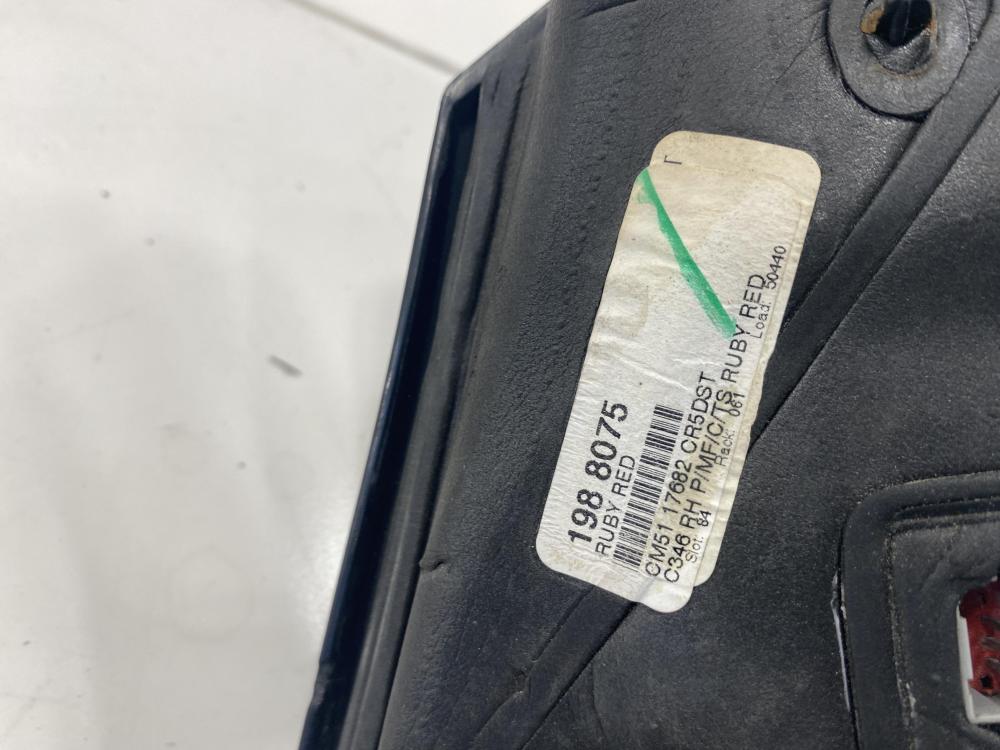 198 8075
RUBY RED
CM51 17682 CR5DST
C346 RH P/MF/C/TS RUBY RED
Slot: 84 Rack: 061 Load: 50440